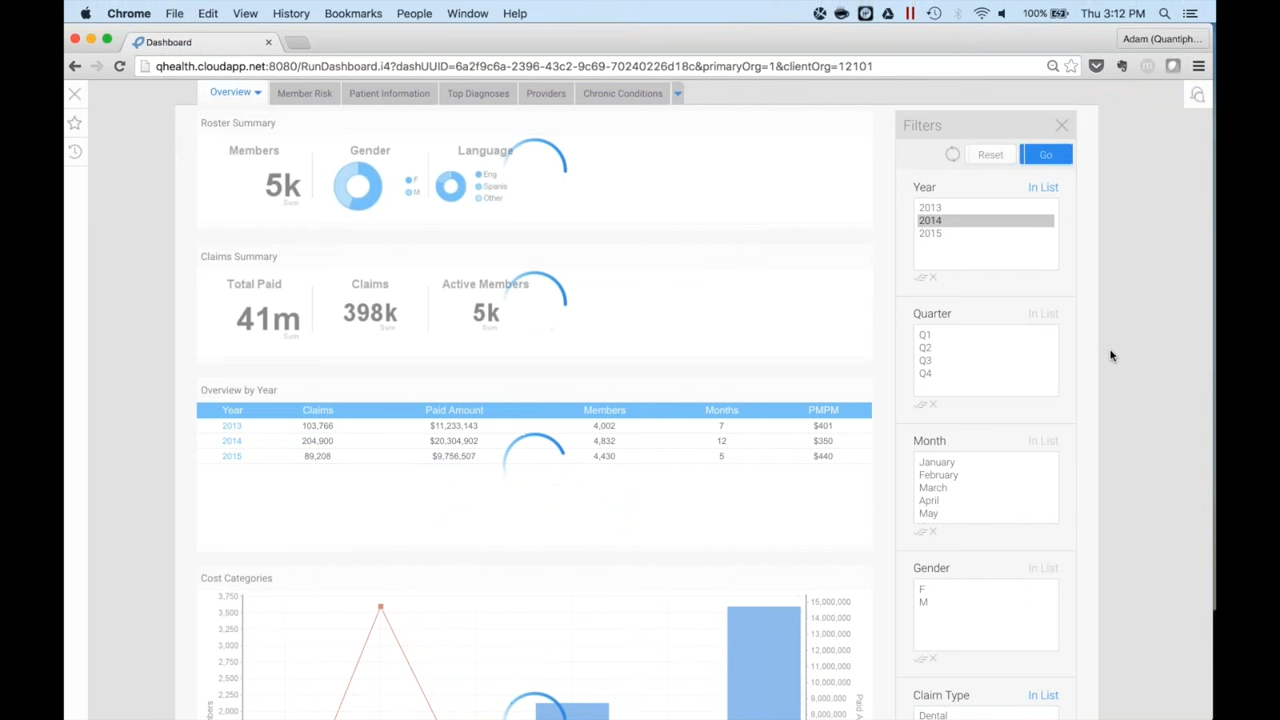 Chrome File Edit View History Bookmarks People Window Help 100% Thu 3:12 PM
Dashboard Adam (Quantiph...
qhealth.cloudapp.net:8080/RunDashboard.i4?dashUUID=6a2f9c6a-2396-43c2-9c69-70240226d18c&primaryOrg=1&clientOrg=12101
Overview Member Risk Patient Information Top Diagnoses Providers Chronic Conditions
Roster Summary
Members Gender Language
5k
Sum
F
M
Eng
Spanis
Other
Claims Summary
Total Paid Claims Active Members
41m 398k 5k
Sum Sum Sum
Overview by Year
Year Claims Paid Amount Members Months PMPM
2013 103,766 $11,233,143 4,002 7 $401
2014 204,900 $20,304,902 4,832 12 $350
2015 89,208 $9,756,507 4,430 5 $440
Cost Categories
3,750
3,500
3,250
3,000
2,750
2,500
2,250
2,000
15,000,000
14,000,000
13,000,000
12,000,000
11,000,000
10,000,000
9,000,000
8,000,000
Filters
Reset Go
Year In List
2013
2014
2015
Quarter In List
Q1
Q2
Q3
Q4
Month In List
January
February
March
April
May
Gender In List
F
M
Claim Type In List
Dental